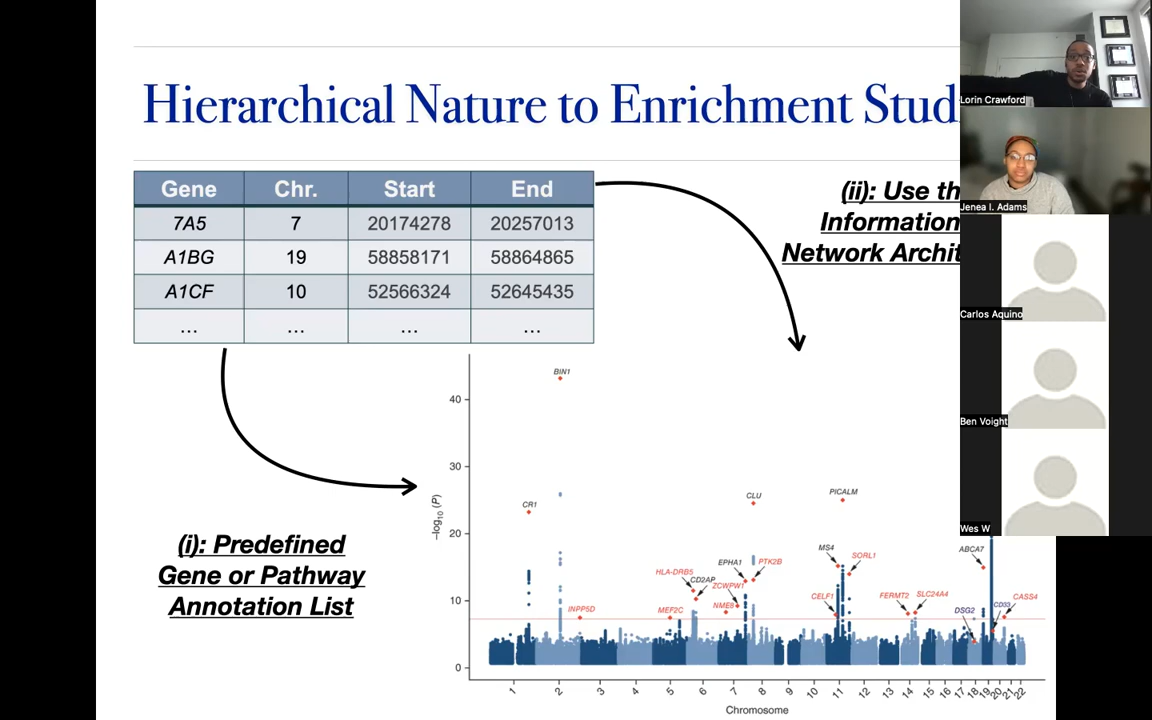 Hierarchical Nature to Enrichment Stud
Gene Chr. Start End
7A5 7 20174278 20257013
A1BG 19 58858171 58864865
A1CF 10 52566324 52645435
... ... ... ...
(ii): Use th
Information
Network Archit
(i): Predefined
Gene or Pathway
Annotation List
Lorin Crawford
Jenea I. Adams
Carlos Aquino
Ben Voight
Wes W
−log10 (P)
40
30
20
10
0
BIN1
CR1
CLU
PICALM
MS4
SORL1
ABCA7
EPHA1
PTK2B
HLA-DRB5
CD2AP
ZCWPW1
NME8
INPP5D
MEF2C
CELF1
FERMT2
SLC24A4
DSG2
CD33
CASS4
1 2 3 4 5 6 7 8 9 10 11 12 13 14 15 16 17 18 19 20 21 22
Chromosome